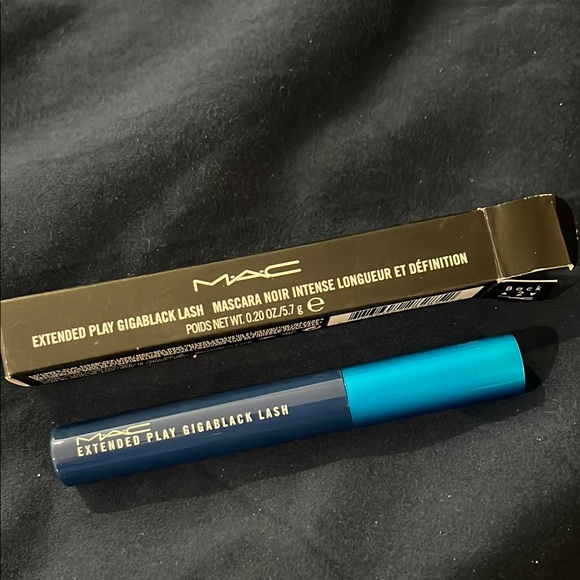 M·A·C
EXTENDED PLAY GIGABLACK LASH MASCARA NOIR INTENSE LONGUEUR ET DÉFINITION
POIDS NET WT. 0.20 OZ/5.7 g ℮
Back
M·A·C
EXTENDED PLAY GIGABLACK LASH